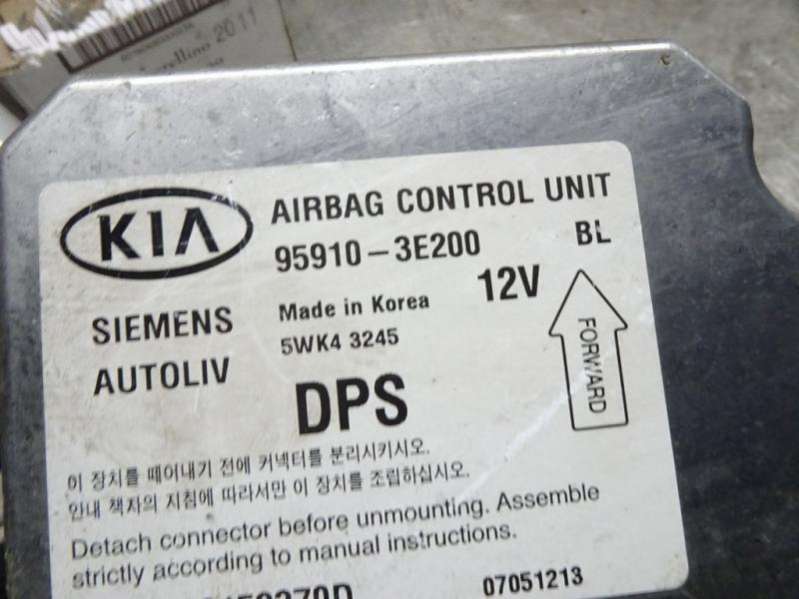 2011
KIA
AIRBAG CONTROL UNIT
95910-3E200
BL
12V
SIEMENS
AUTOLIV
Made in Korea
5WK4 3245
FORWARD
DPS
이 장치를 떼어내기 전에 커넥터를 분리시키시오.
안내 책자의 지침에 따라서만 이 장치를 조립하십시오.
Detach connector before unmounting. Assemble
strictly according to manual instructions.
07051213